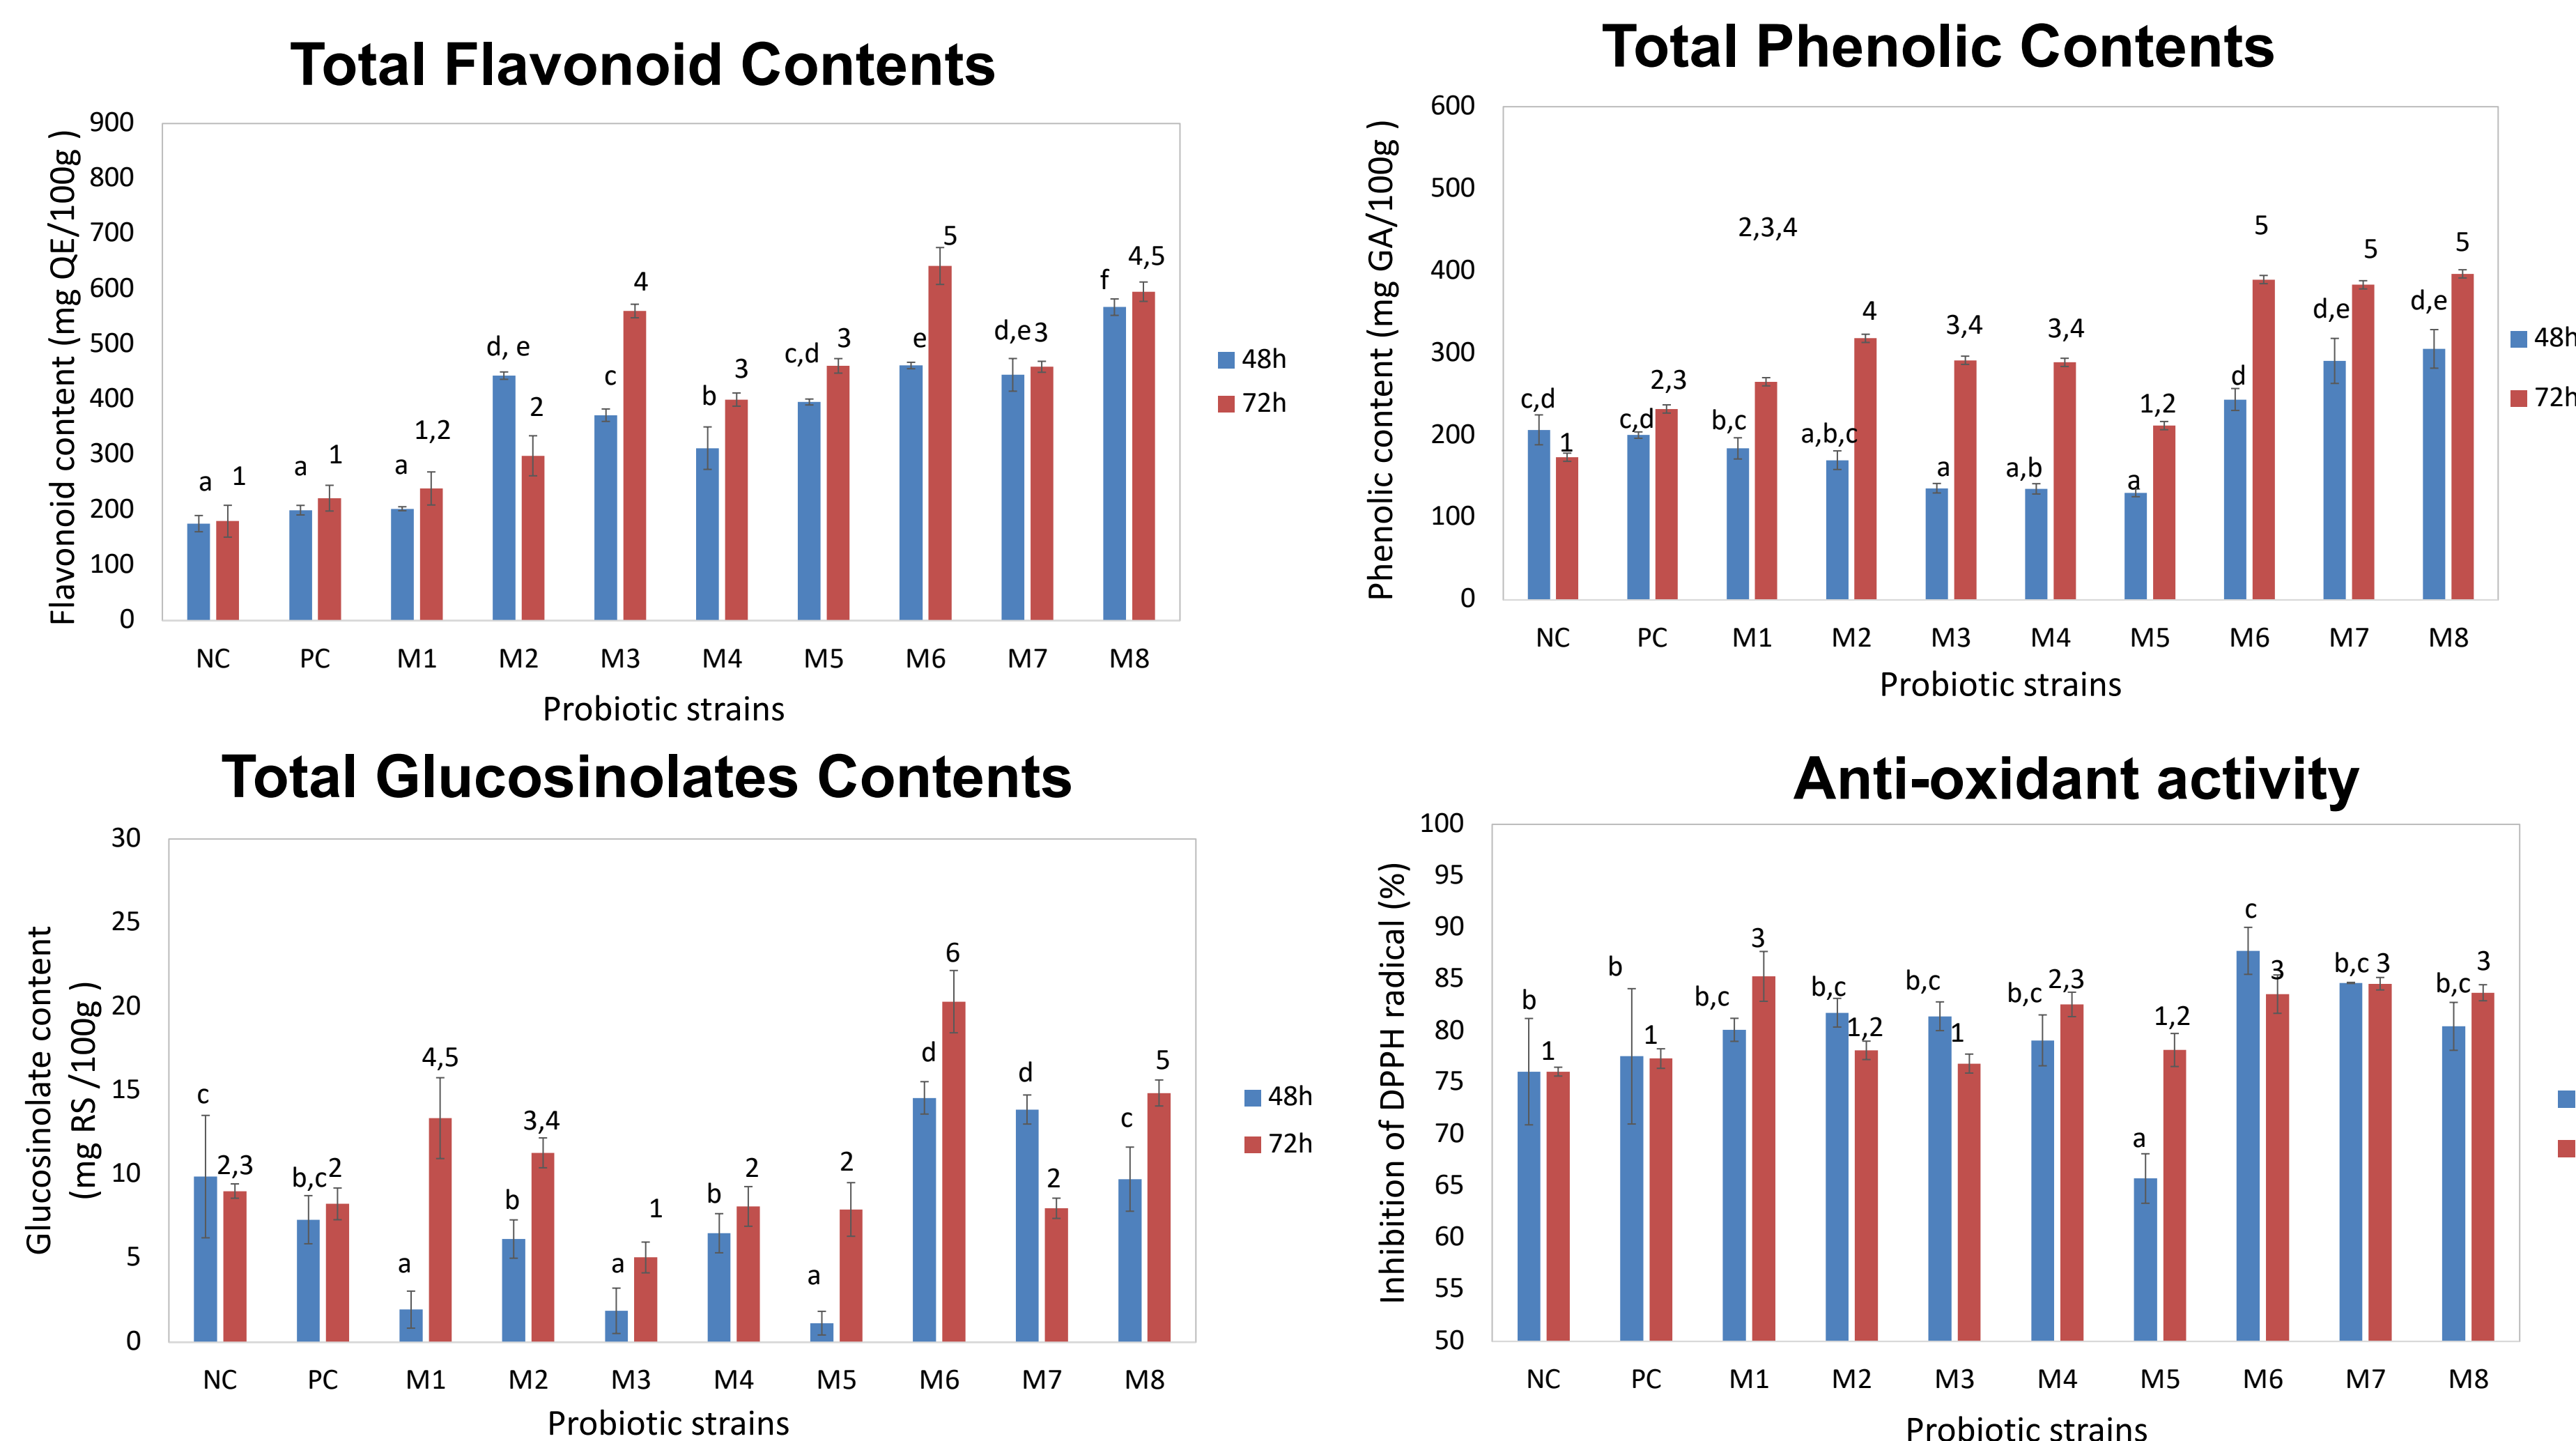 Total Flavonoid Contents
Flavonoid content (mg QE/100g )
900
800
700
600
500
400
300
200
100
0
a 1
a 1
a 1,2
d, e 2
c 4
b 3
c,d 3
e 5
d,e 3
f 4,5
NC PC M1 M2 M3 M4 M5 M6 M7 M8
Probiotic strains
48h
72h
Total Phenolic Contents
Phenolic content (mg GA/100g )
600
500
400
300
200
100
0
c,d 1
c,d 2,3
b,c 2,3,4
a,b,c 4
a 3,4
a,b 3,4
a 1,2
d 5
d,e 5
d,e 5
NC PC M1 M2 M3 M4 M5 M6 M7 M8
Probiotic strains
48h
72h
Total Glucosinolates Contents
Glucosinolate content
(mg RS /100g )
30
25
20
15
10
5
0
c 2,3
b,c 2
a 4,5
b 3,4
a 1
b 2
a 2
d 6
d 2
c 5
NC PC M1 M2 M3 M4 M5 M6 M7 M8
Probiotic strains
48h
72h
Anti-oxidant activity
Inhibition of DPPH radical (%)
100
95
90
85
80
75
70
65
60
55
50
b 1
b 1
b,c 3
b,c 1,2
b,c 1
b,c 2,3
a 1,2
c 3
b,c 3
b,c 3
NC PC M1 M2 M3 M4 M5 M6 M7 M8
Probiotic strains